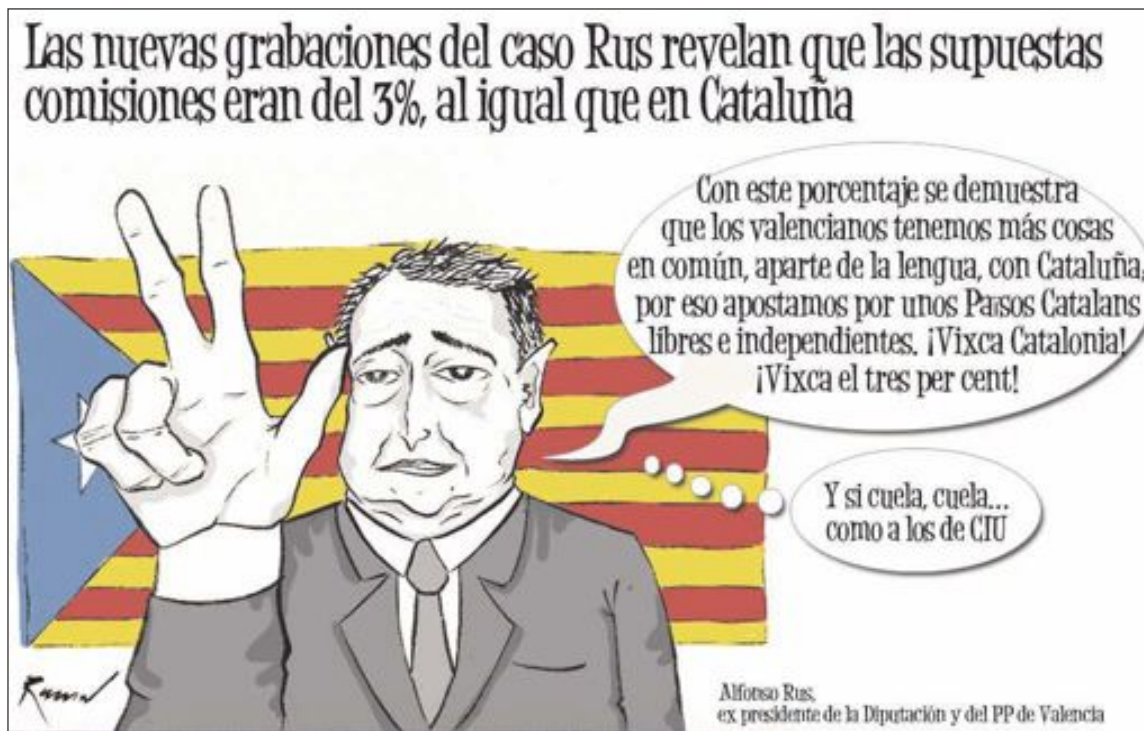 Las nuevas grabaciones del caso Rus revelan que las supuestas
comisiones eran del 3%, al igual que en Cataluña
Con este porcentaje se demuestra
que los valencianos tenemos más cosas
en común, aparte de la lengua, con Cataluña,
por eso apostamos por unos Països Catalans
libres e independientes. ¡Vixca Catalonia!
¡Vixca el tres per cent!
Y si cuela, cuela...
como a los de CIU
Ramon
Alfonso Rus,
ex presidente de la Diputación y del PP de Valencia